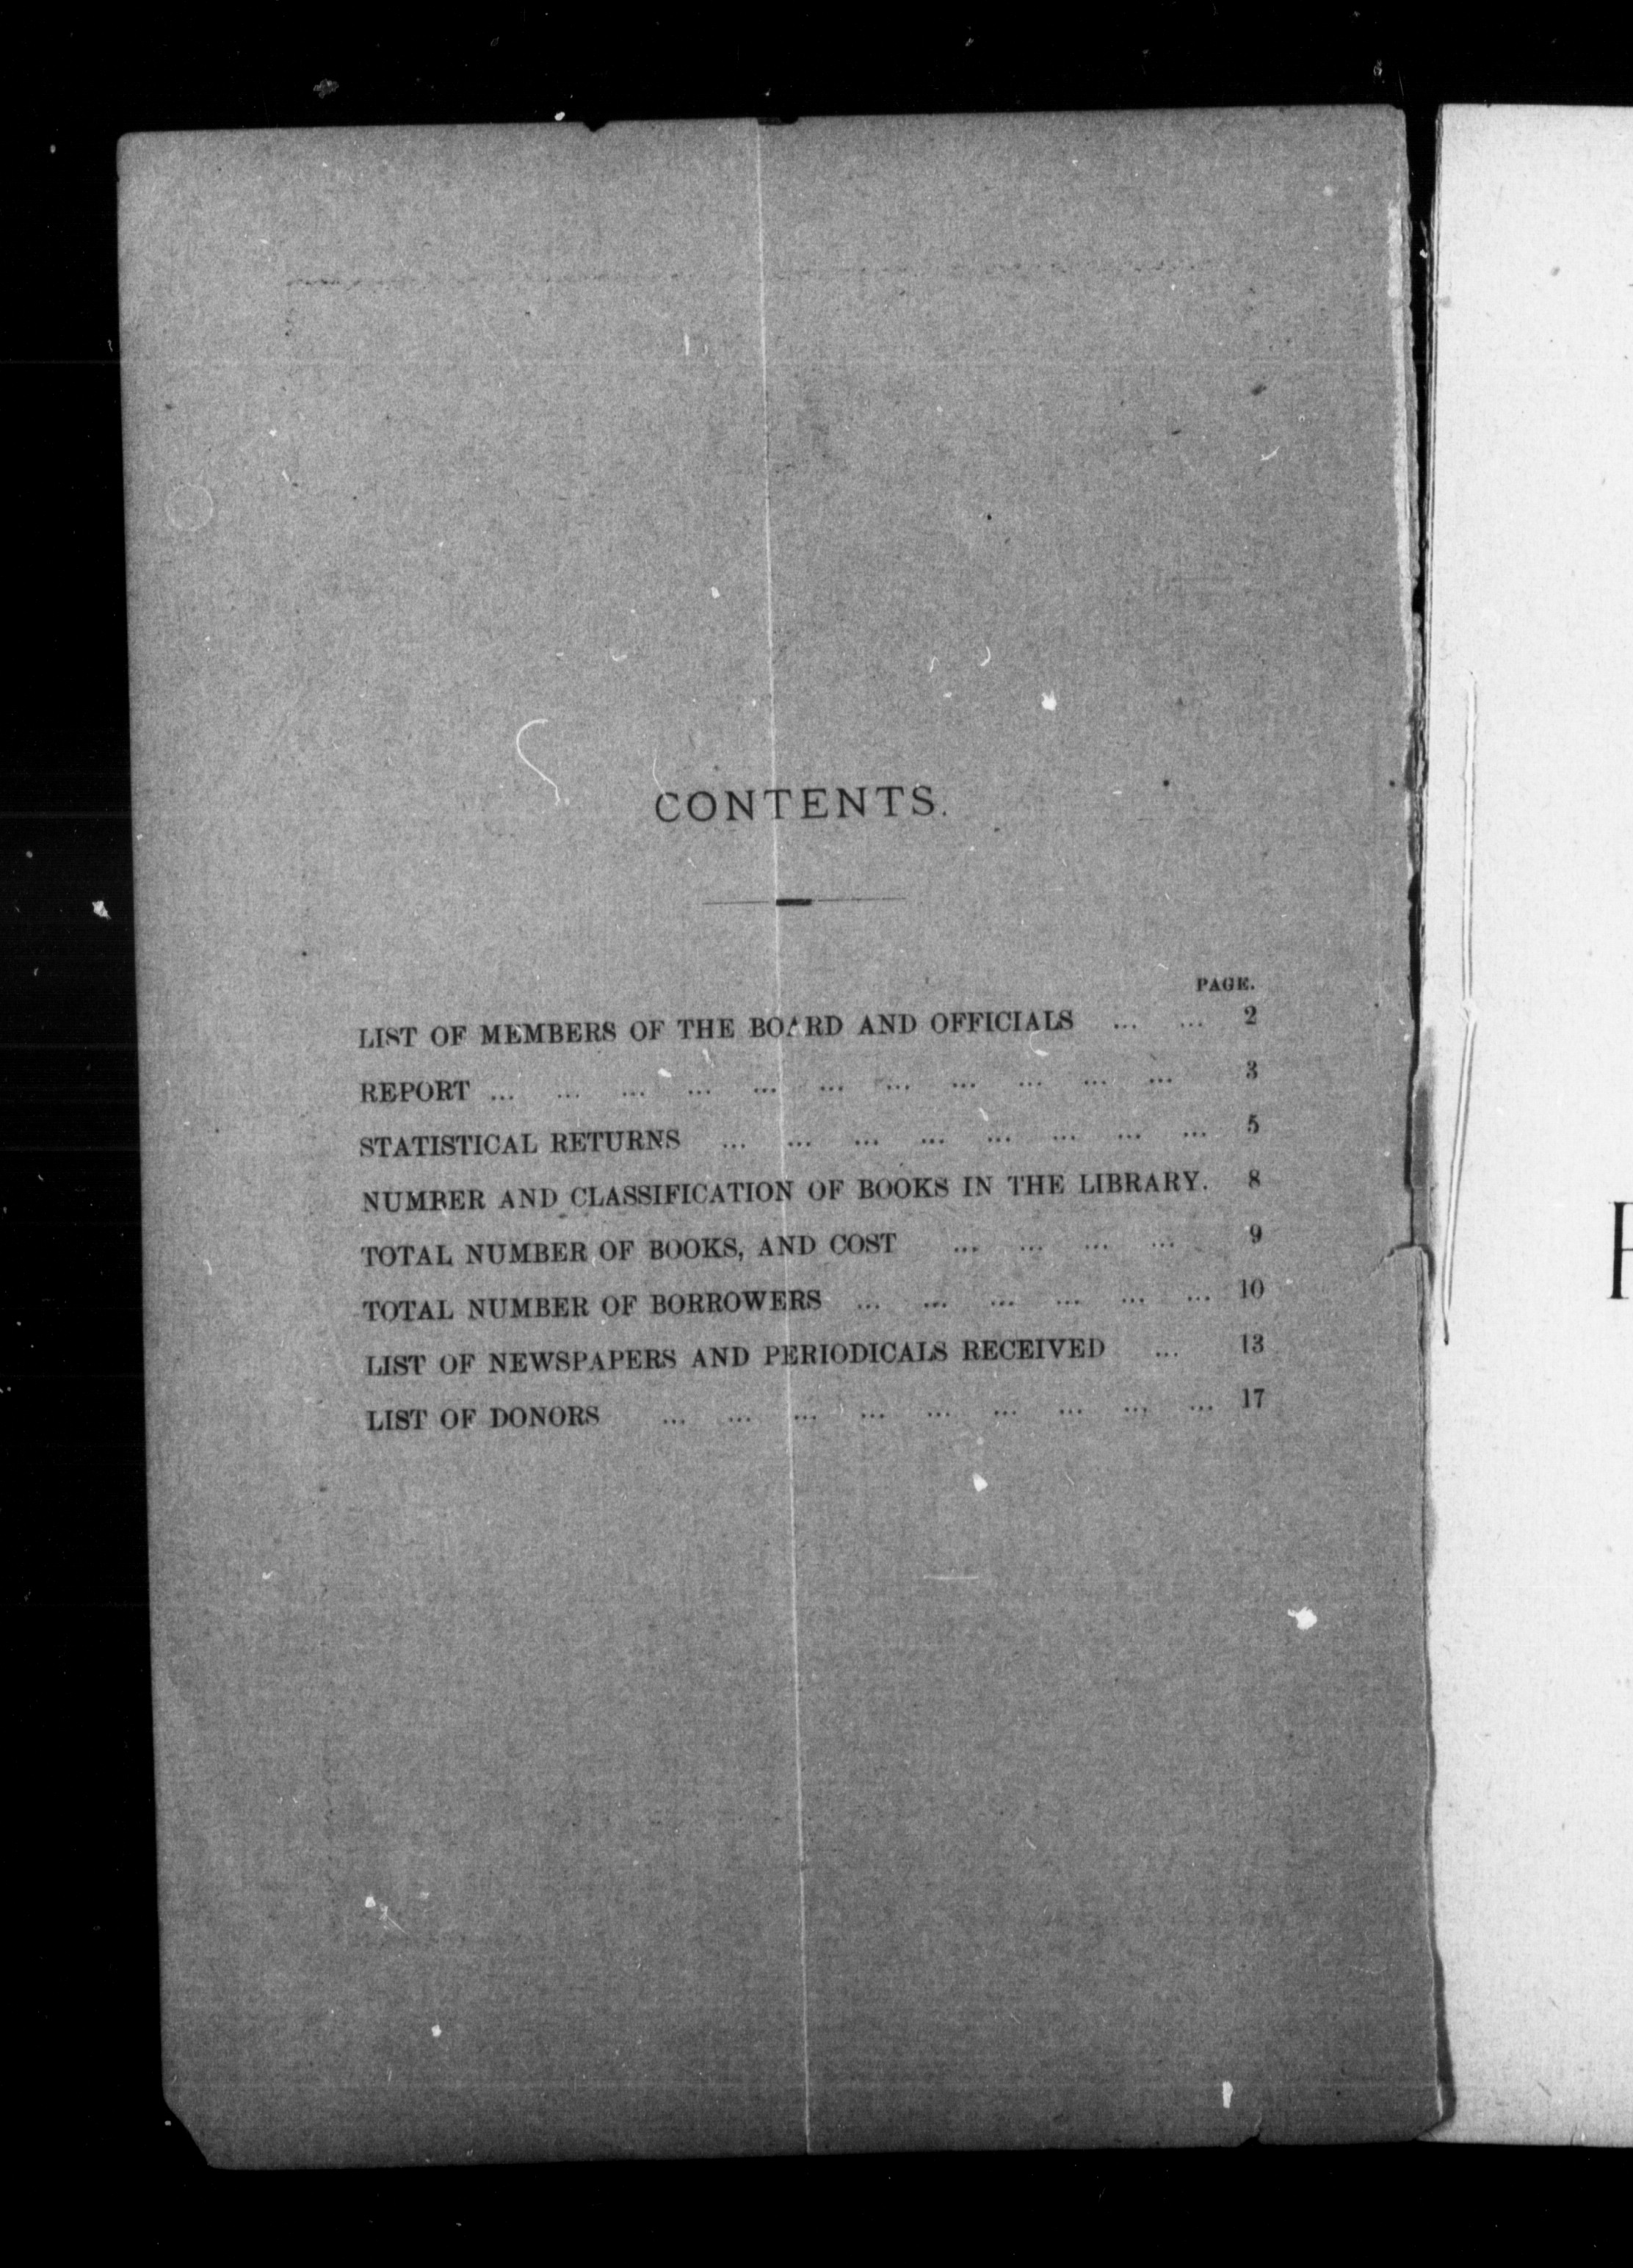 CONTENTS.
PAGE.
LIST OF MEMBERS OF THE BOARD AND OFFICIALS ... ... 2
REPORT ... ... ... ... ... ... ... ... ... ... ... 3
STATISTICAL RETURNS ... ... ... ... ... ... ... ... 5
NUMBER AND CLASSIFICATION OF BOOKS IN THE LIBRARY. 8
TOTAL NUMBER OF BOOKS, AND COST ... ... ... ... 9
TOTAL NUMBER OF BORROWERS ... ... ... ... ... ... 10
LIST OF NEWSPAPERS AND PERIODICALS RECEIVED ... 13
LIST OF DONORS ... ... ... ... ... ... ... ... ... 17